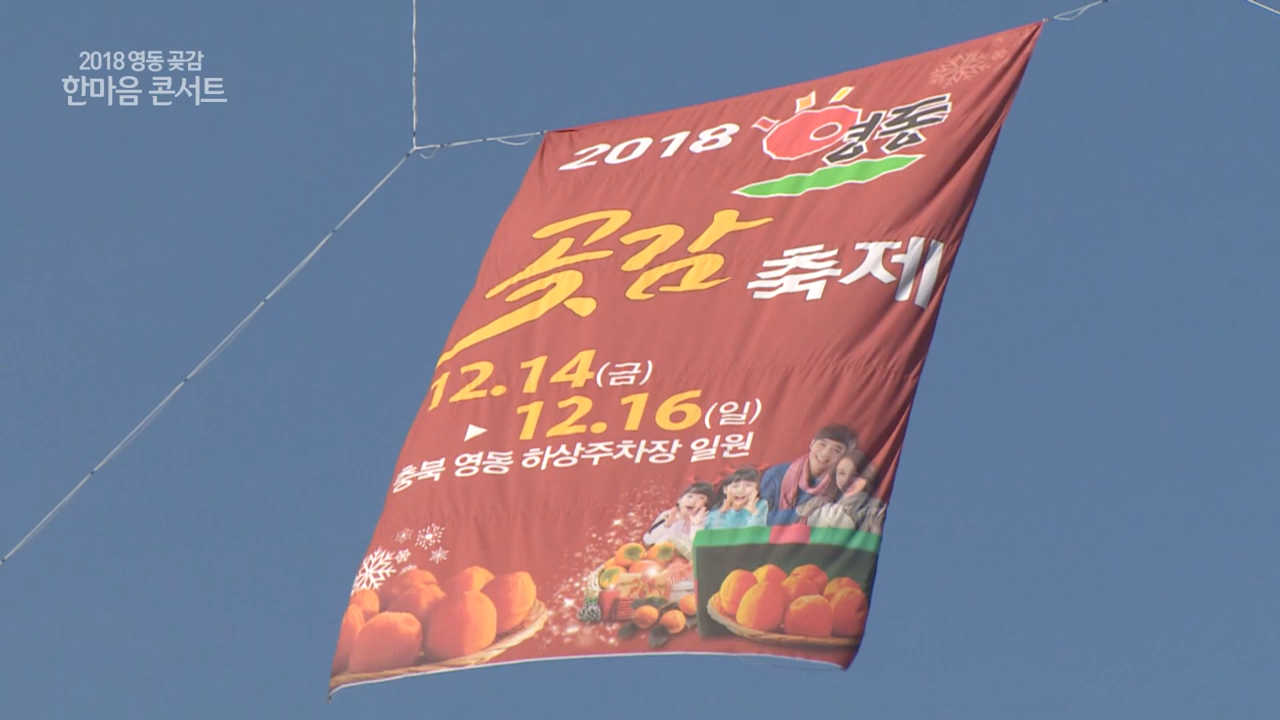 2018 영동 곶감
한마음 콘서트
2018 영동
곶감 축제
12.14(금)
▶ 12.16(일)
충북 영동 하상주차장 일원